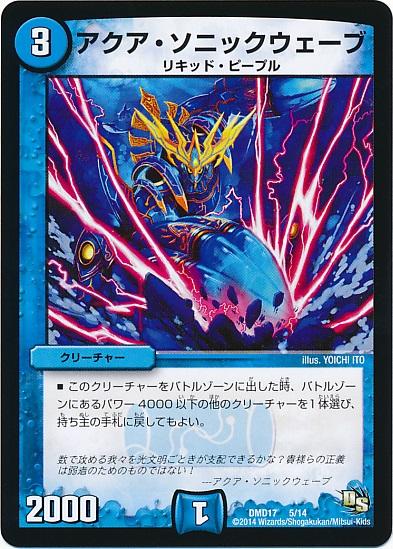 3
アクア・ソニックウェーブ
リキッド・ピープル
クリーチャー
illus. YOICHI ITO
■ このクリーチャーをバトルゾーンに出した時、バトルゾー
ンにあるパワー4000以下の他のクリーチャーを1体選び、
持ち主の手札に戻してもよい。
数で攻める我々を光文明ごときが支配できるかな?貴様らの正義
は偽造のためのものではない!
---アクア・ソニックウェーブ
2000
1
DMD17 5/14
©2014 Wizards/Shogakukan/Mitsui-Kids
DS